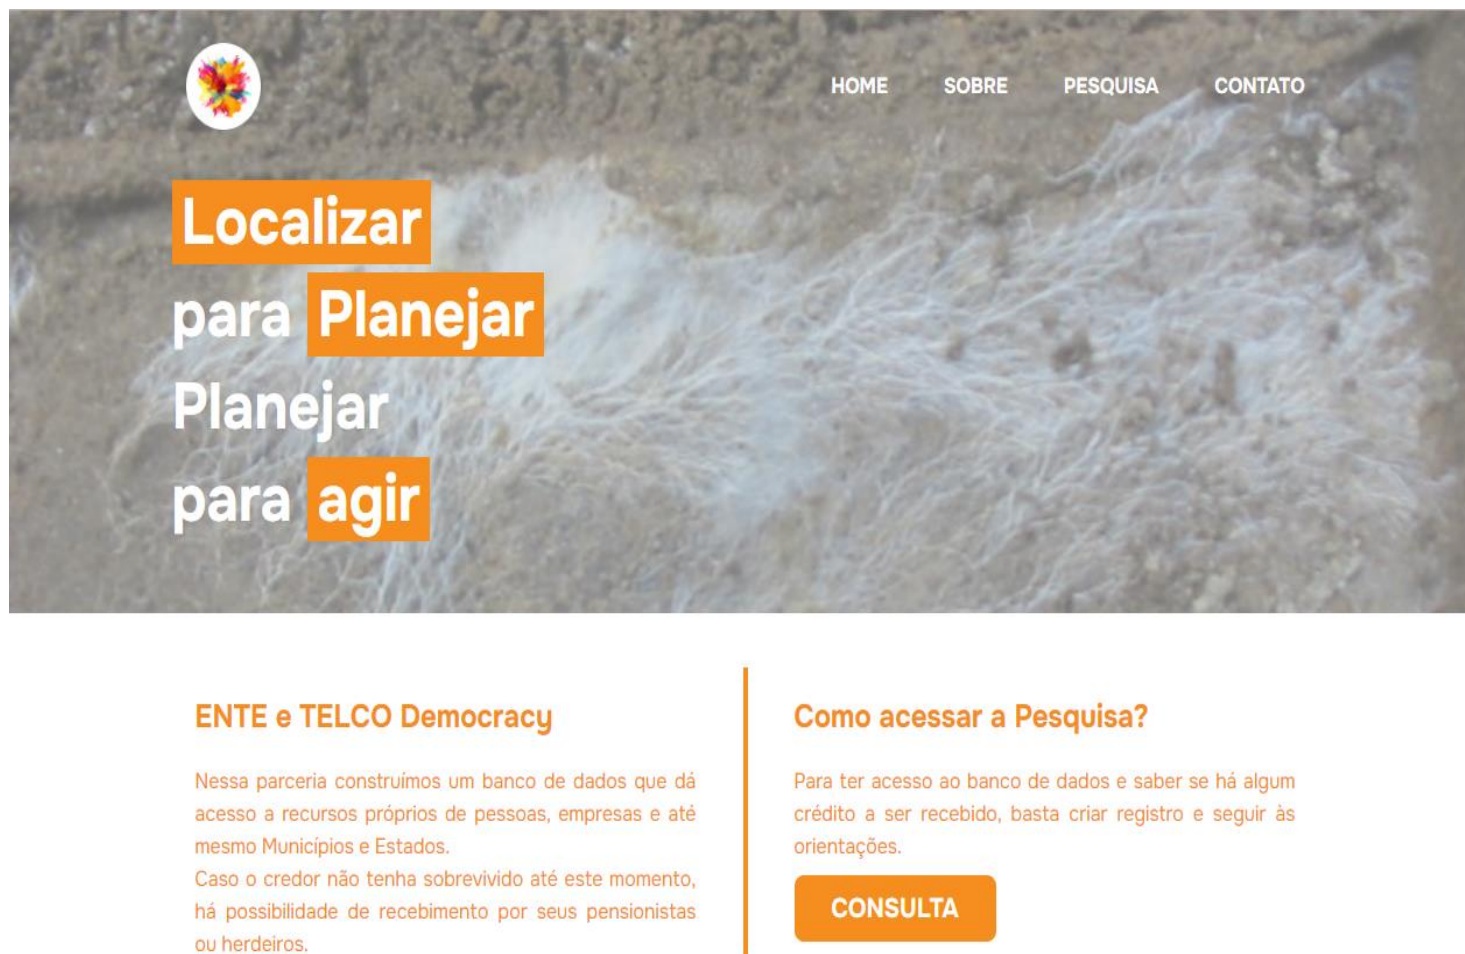 HOME SOBRE PESQUISA CONTATO
Localizar
para Planejar
Planejar
para agir
ENTE e TELCO Democracy
Nessa parceria construímos um banco de dados que dá
acesso a recursos próprios de pessoas, empresas e até
mesmo Municípios e Estados.
Caso o credor não tenha sobrevivido até este momento,
há possibilidade de recebimento por seus pensionistas
ou herdeiros.
Como acessar a Pesquisa?
Para ter acesso ao banco de dados e saber se há algum
crédito a ser recebido, basta criar registro e seguir às
orientações.
CONSULTA